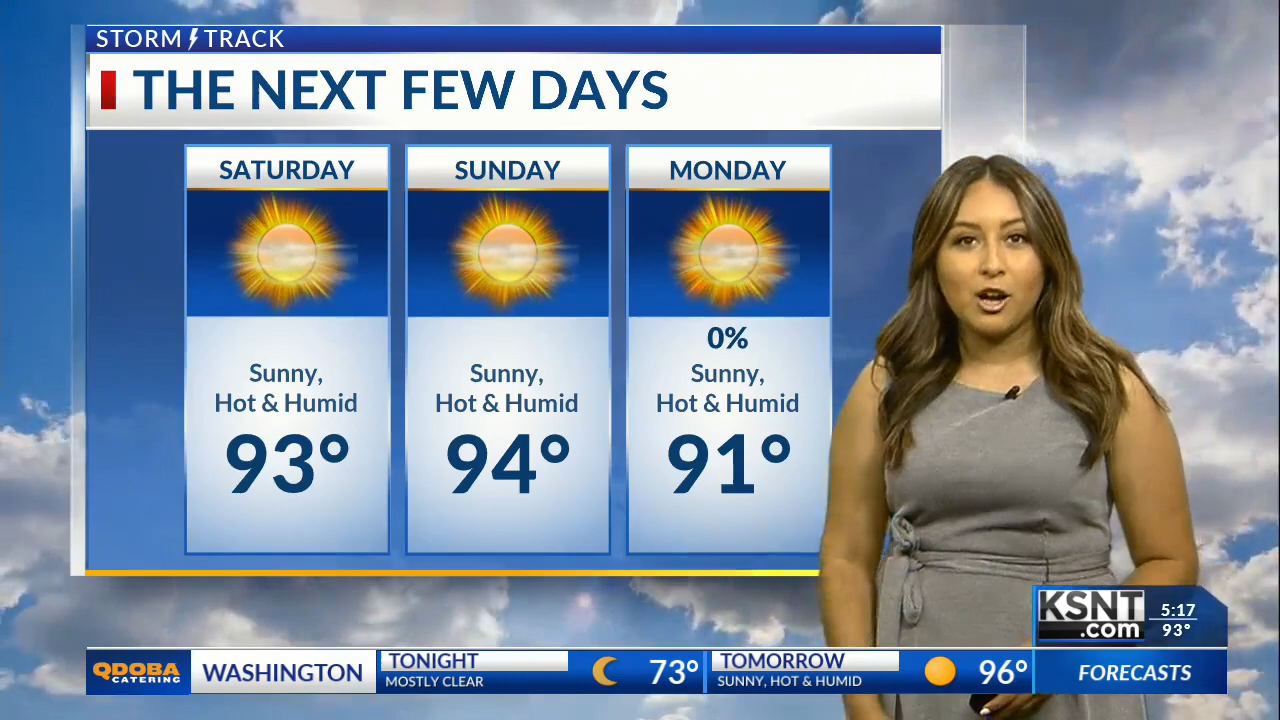 STORM TRACK
THE NEXT FEW DAYS
SATURDAY
Sunny,
Hot & Humid
93°
SUNDAY
Sunny,
Hot & Humid
94°
MONDAY
0%
Sunny,
Hot & Humid
91°
KSNT
.com
5:17
93°
QDOBA
CATERING
WASHINGTON
TONIGHT
MOSTLY CLEAR
73°
TOMORROW
SUNNY, HOT & HUMID
96°
FORECASTS